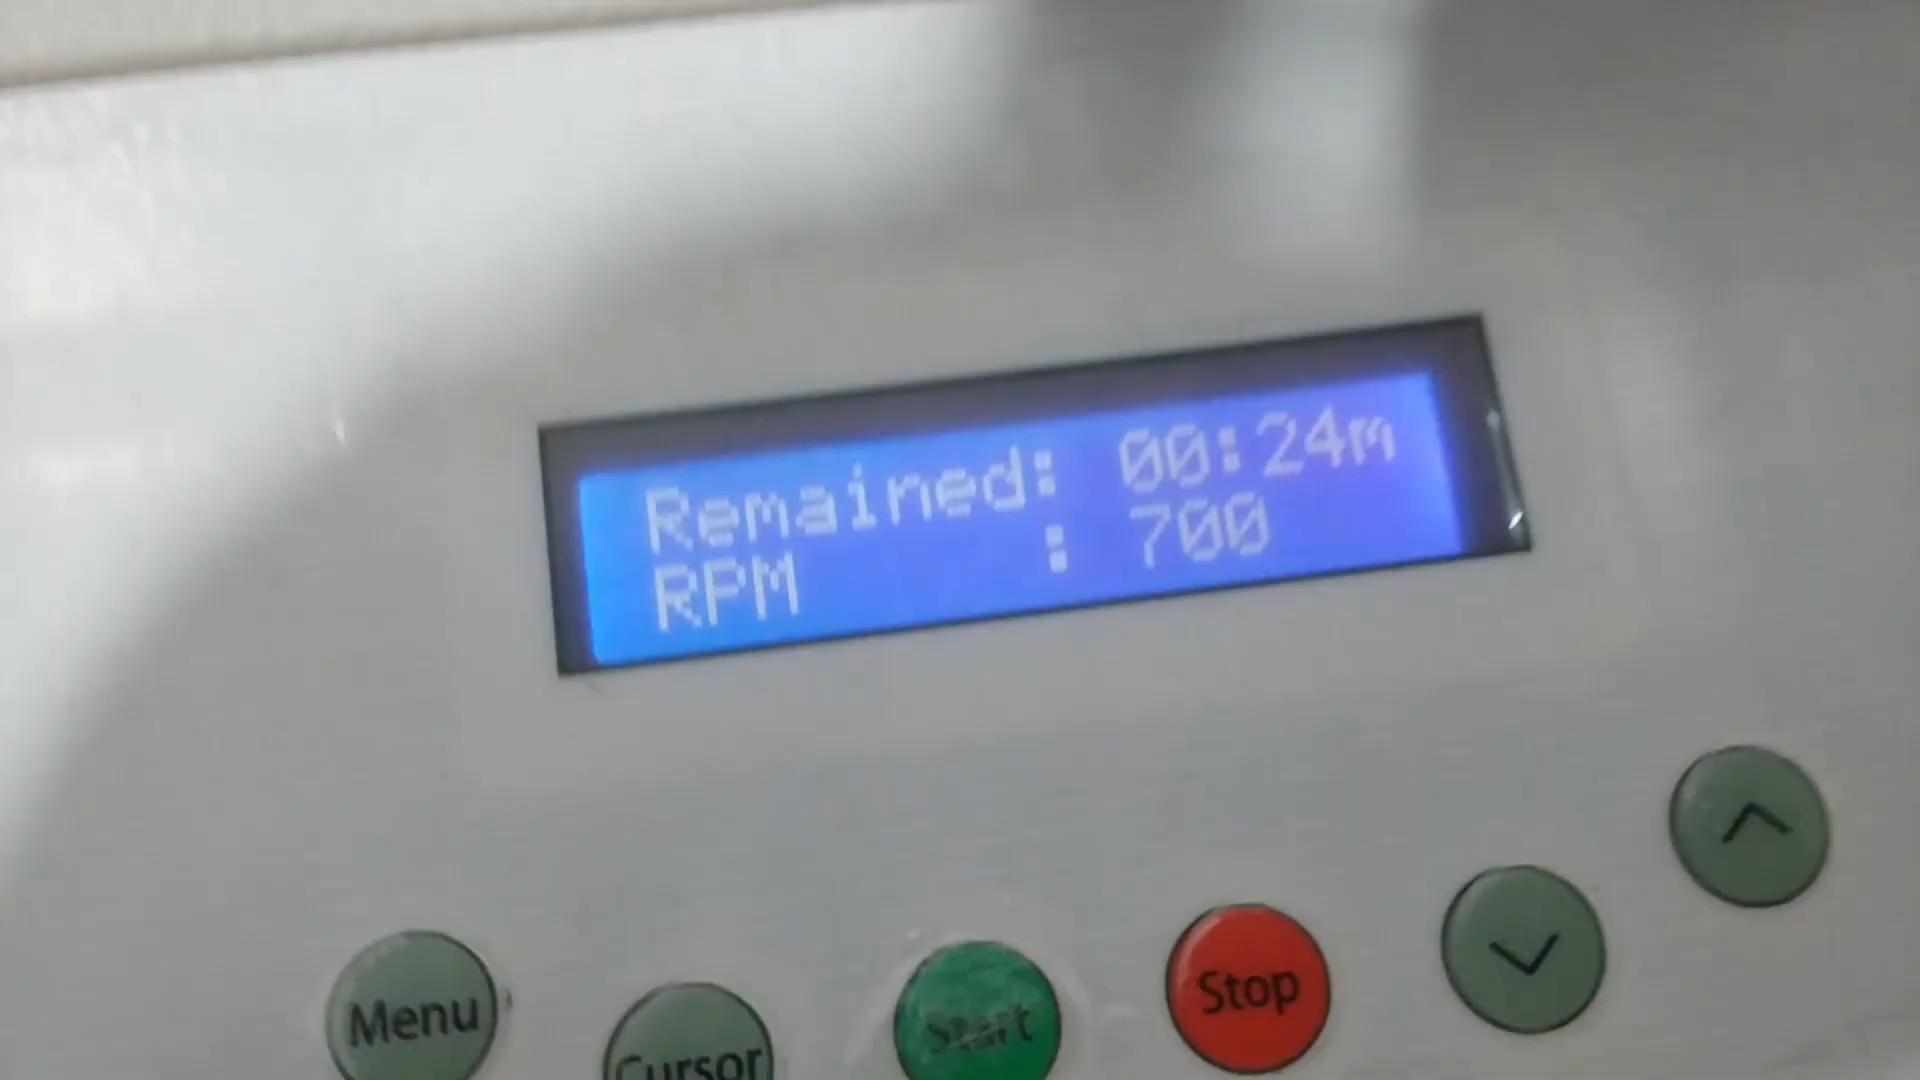 Remained: 00:24m
RPM : 700
Menu
Cursor
Start
Stop